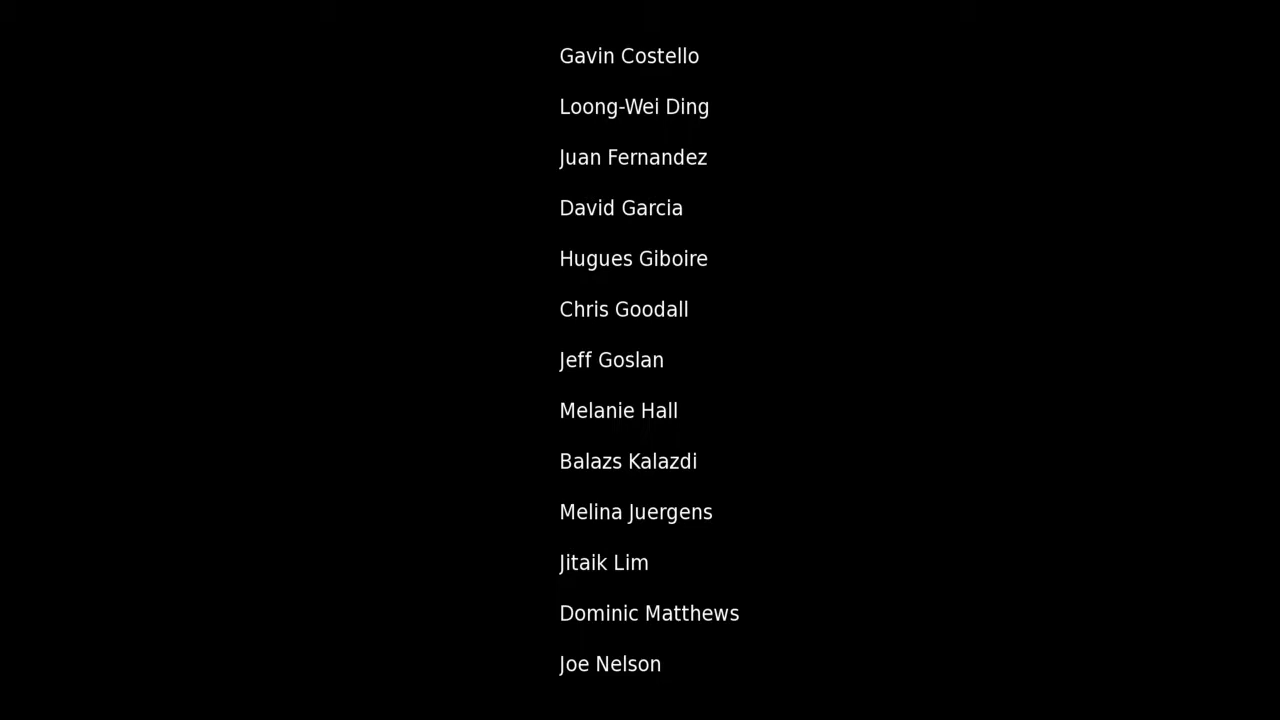 Gavin Costello
Loong-Wei Ding
Juan Fernandez
David Garcia
Hugues Giboire
Chris Goodall
Jeff Goslan
Melanie Hall
Balazs Kalazdi
Melina Juergens
Jitaik Lim
Dominic Matthews
Joe Nelson